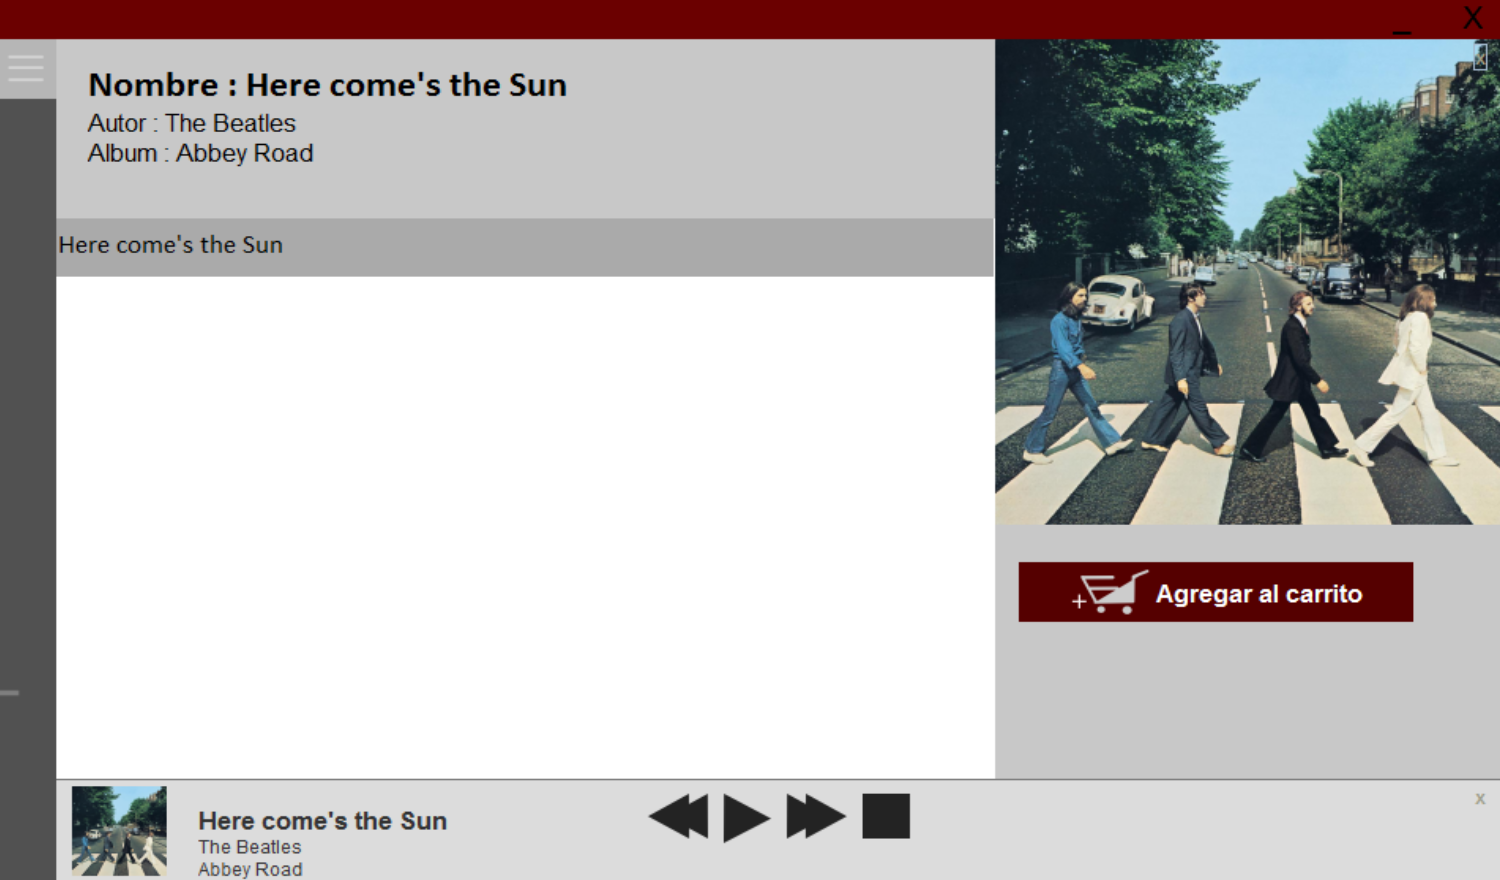 _ X
Nombre : Here come's the Sun
Autor : The Beatles
Album : Abbey Road
x
Here come's the Sun
+ Agregar al carrito
Here come's the Sun
The Beatles
Abbey Road
x